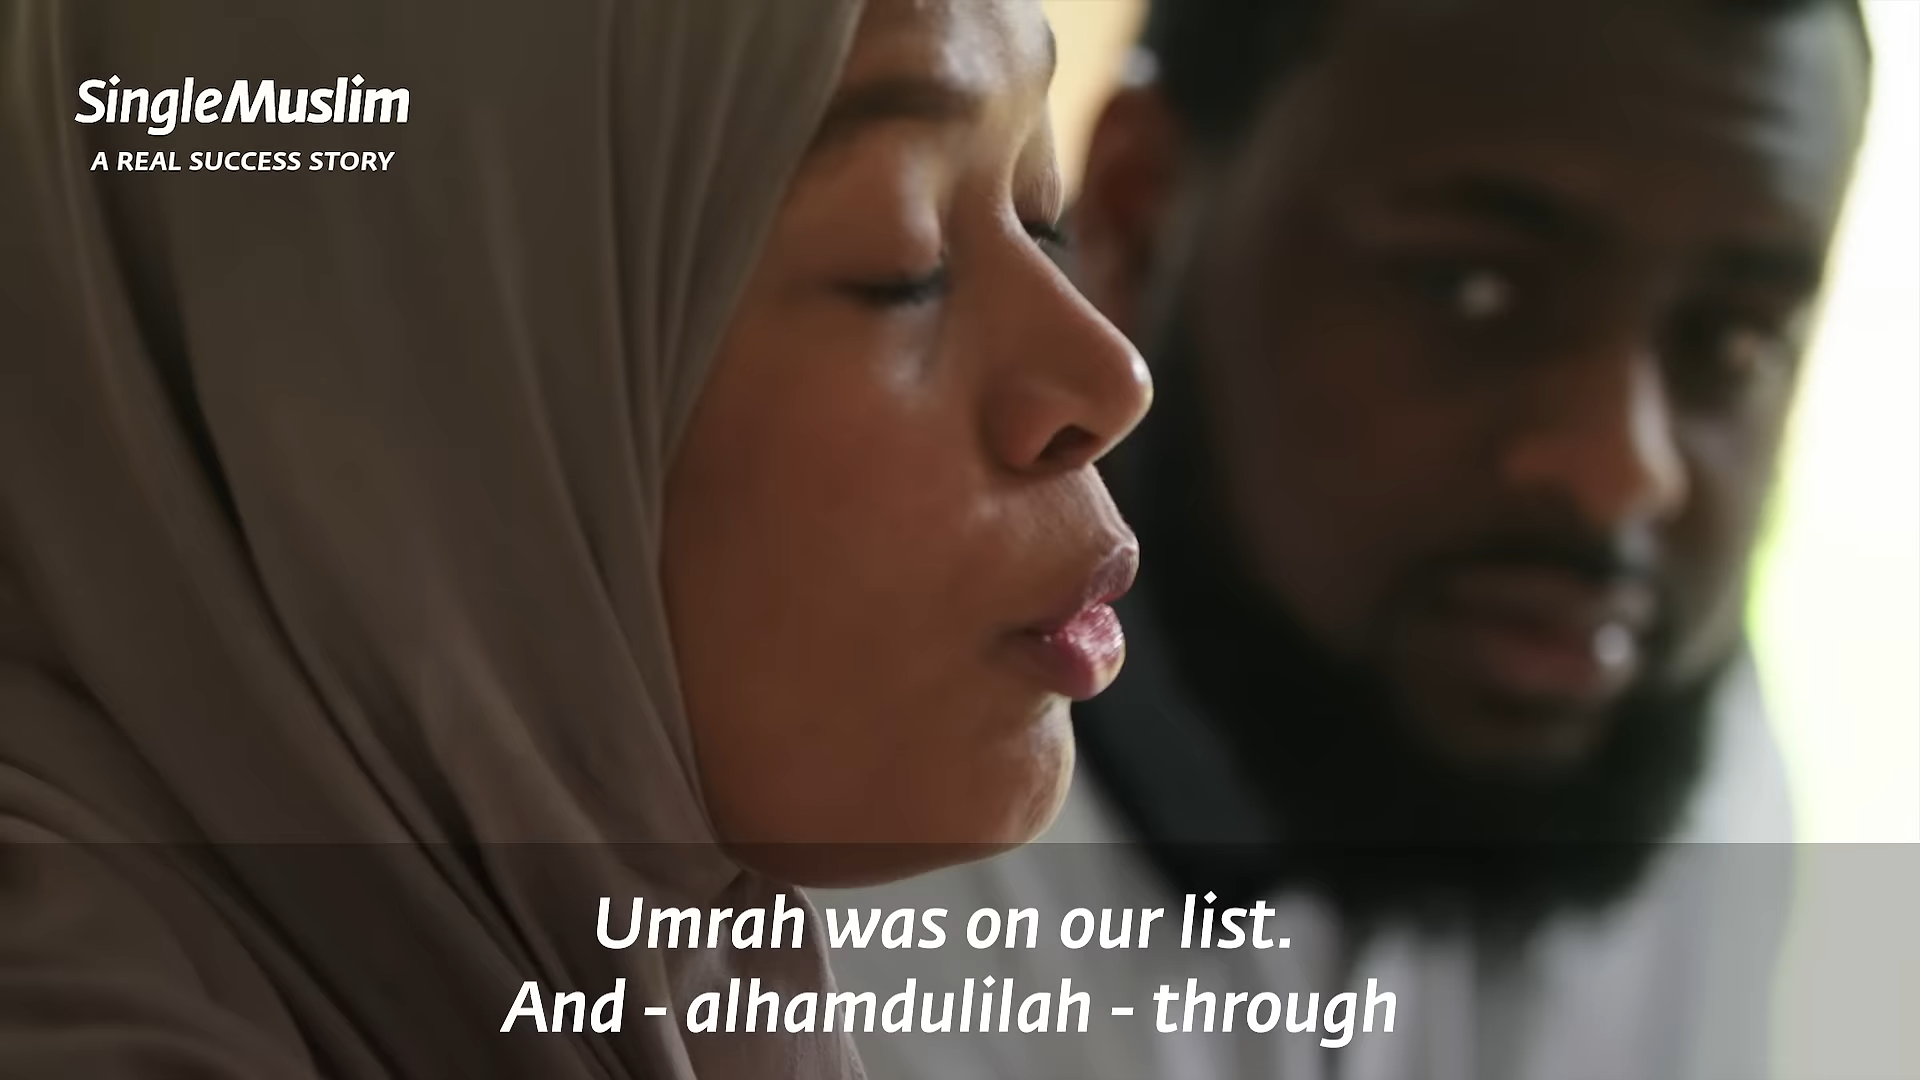 SingleMuslim
A REAL SUCCESS STORY
Umrah was on our list.
And - alhamdulilah - through